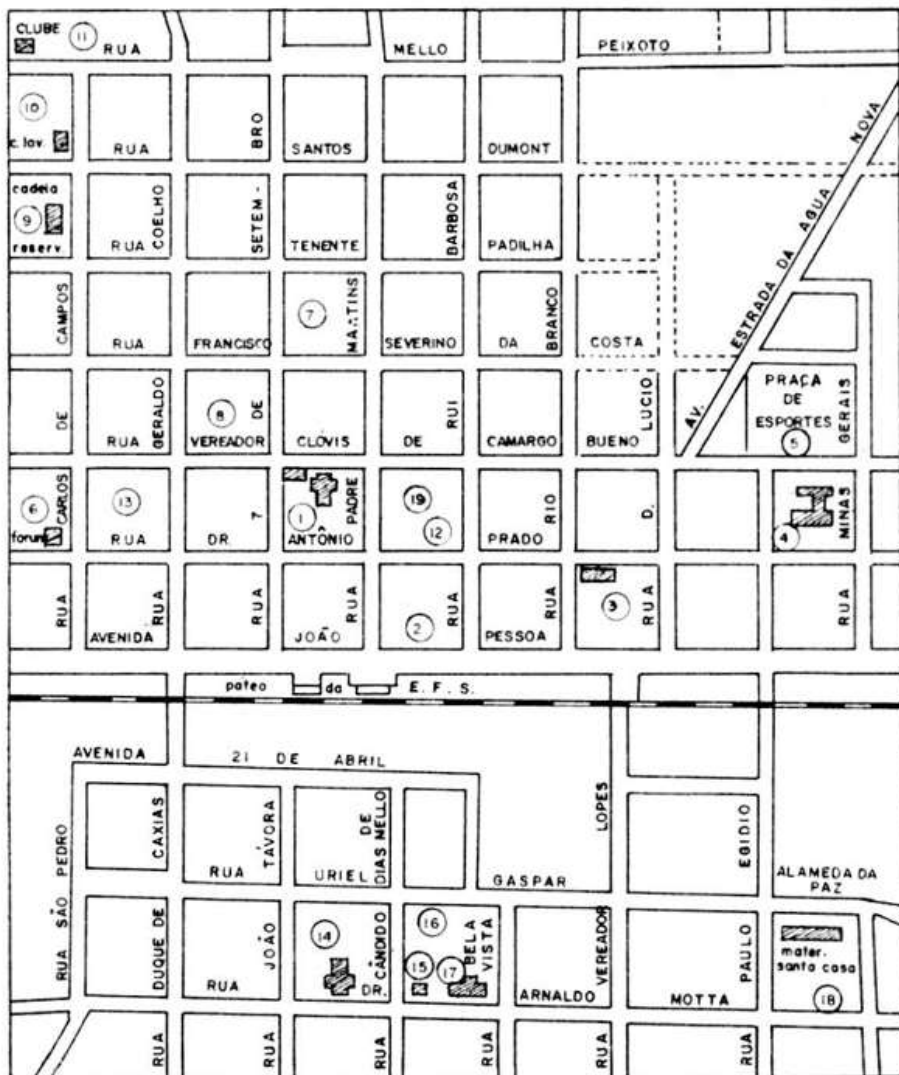 CLUBE
11
RUA MELLO PEIXOTO
10
c. lav.
RUA SANTOS DUMONT
cadeia
9
reserv.
RUA TENENTE PADILHA
7
RUA FRANCISCO SEVERINO DA COSTA
8
RUA VEREADOR CLÓVIS DE CAMARGO BUENO
PRAÇA
DE
ESPORTES
5
6
forum
13
1
19
12
4
RUA DR. ANTÔNIO PRADO
2
3
AVENIDA JOÃO PESSOA
RUA CARLOS DE CAMPOS
RUA GERALDO COELHO
RUA 7 DE SETEMBRO
RUA PADRE MARTINS
RUA RUI BARBOSA
RUA RIO BRANCO
RUA D. LUCIO
RUA MINAS GERAIS
AV. ESTRADA DA AGUA NOVA
pateo da E. F. S.
AVENIDA 21 DE ABRIL
RUA URIEL GASPAR
ALAMEDA DA
PAZ
14
16
15
17
mater.
santa casa
18
RUA ARNALDO MOTTA
RUA SÃO PEDRO
RUA DUQUE DE CAXIAS
RUA JOÃO TÁVORA
RUA DR. CÂNDIDO
DIAS DE MELLO
RUA BELA
VISTA
RUA VEREADOR LOPES
RUA PAULO EGIDIO